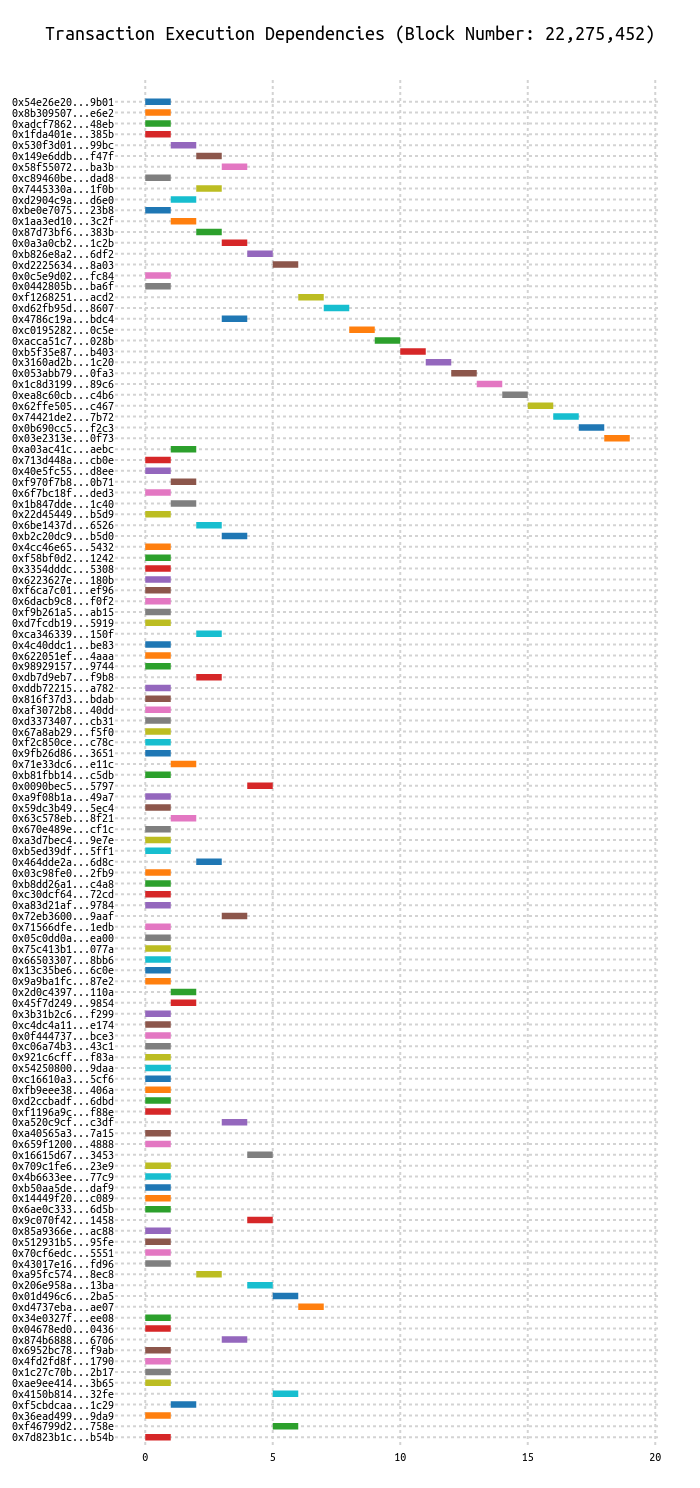 Transaction Execution Dependencies (Block Number: 22,275,452)
0x54e26e20...9b01
0x8b309507...e6e2
0xadcf7862...48eb
0x1fda401e...385b
0x530f3d01...99bc
0x149e6ddb...f47f
0x58f55072...ba3b
0xc89460be...dad8
0x7445330a...1f0b
0xd2904c9a...d6e0
0xbe0e7075...23b8
0x1aa3ed10...3c2f
0x87d73bf6...383b
0x0a3a0cb2...1c2b
0xb826e8a2...6df2
0xd2225634...8a03
0x0c5e9d02...fc84
0x0442805b...ba6f
0xf1268251...acd2
0xd62fb95d...8607
0x4786c19a...bdc4
0xc0195282...0c5e
0xacca51c7...028b
0xb5f35e87...b403
0x3160ad2b...1c20
0x053abb79...0fa3
0x1c8d3199...89c6
0xea8c60cb...c4b6
0x62ffe505...c467
0x74421de2...7b72
0x0b690cc5...f2c3
0x03e2313e...0f73
0xa03ac41c...aebc
0x713d448a...cb0e
0x40e5fc55...d8ee
0xf970f7b8...0b71
0x6f7bc18f...ded3
0x1b847dde...1c40
0x22d45449...b5d9
0x6be1437d...6526
0xb2c20dc9...b5d0
0x4cc46e65...5432
0xf58bf0d2...1242
0x3354dddc...5308
0x6223627e...180b
0xf6ca7c01...ef96
0x6dacb9c8...f0f2
0xf9b261a5...ab15
0xd7fcdb19...5919
0xca346339...150f
0x4c40ddc1...be83
0x622051ef...4aaa
0x98929157...9744
0xdb7d9eb7...f9b8
0xddb72215...a782
0x816f37d3...bdab
0xaf3072b8...40dd
0xd3373407...cb31
0x67a8ab29...f5f0
0xf2c850ce...c78c
0x9fb26d86...3651
0x71e33dc6...e11c
0xb81fbb14...c5db
0x0090bec5...5797
0xa9f08b1a...49a7
0x59dc3b49...5ec4
0x63c578eb...8f21
0x670e489e...cf1c
0xa3d7bec4...9e7e
0xb5ed39df...5ff1
0x464dde2a...6d8c
0x03c98fe0...2fb9
0xb8dd26a1...c4a8
0xc30dcf64...72cd
0xa83d21af...9784
0x72eb3600...9aaf
0x71566dfe...1edb
0x05c0dd0a...ea00
0x75c413b1...077a
0x66503307...8bb6
0x13c35be6...6c0e
0x9a9ba1fc...87e2
0x2d0c4397...110a
0x45f7d249...9854
0x3b31b2c6...f299
0xc4dc4a11...e174
0x0f444737...bce3
0xc06a74b3...43c1
0x921c6cff...f83a
0x54250800...9daa
0xc16610a3...5cf6
0xfb9eee38...406a
0xd2ccbadf...6dbd
0xf1196a9c...f88e
0xa520c9cf...c3df
0xa40565a3...7a15
0x659f1200...4888
0x16615d67...3453
0x709c1fe6...23e9
0x4b6633ee...77c9
0xb50aa5de...daf9
0x14449f20...c089
0x6ae0c333...6d5b
0x9c070f42...1458
0x85a9366e...ac88
0x512931b5...95fe
0x70cf6edc...5551
0x43017e16...fd96
0xa95fc574...8ec8
0x206e958a...13ba
0x01d496c6...2ba5
0xd4737eba...ae07
0x34e0327f...ee08
0x04678ed0...0436
0x874b6888...6706
0x6952bc78...f9ab
0x4fd2fd8f...1790
0x1c27c70b...2b17
0xae9ee414...3b65
0x4150b814...32fe
0xf5cbdcaa...1c29
0x36ead499...9da9
0xf46799d2...758e
0x7d823b1c...b54b
0 5 10 15 20